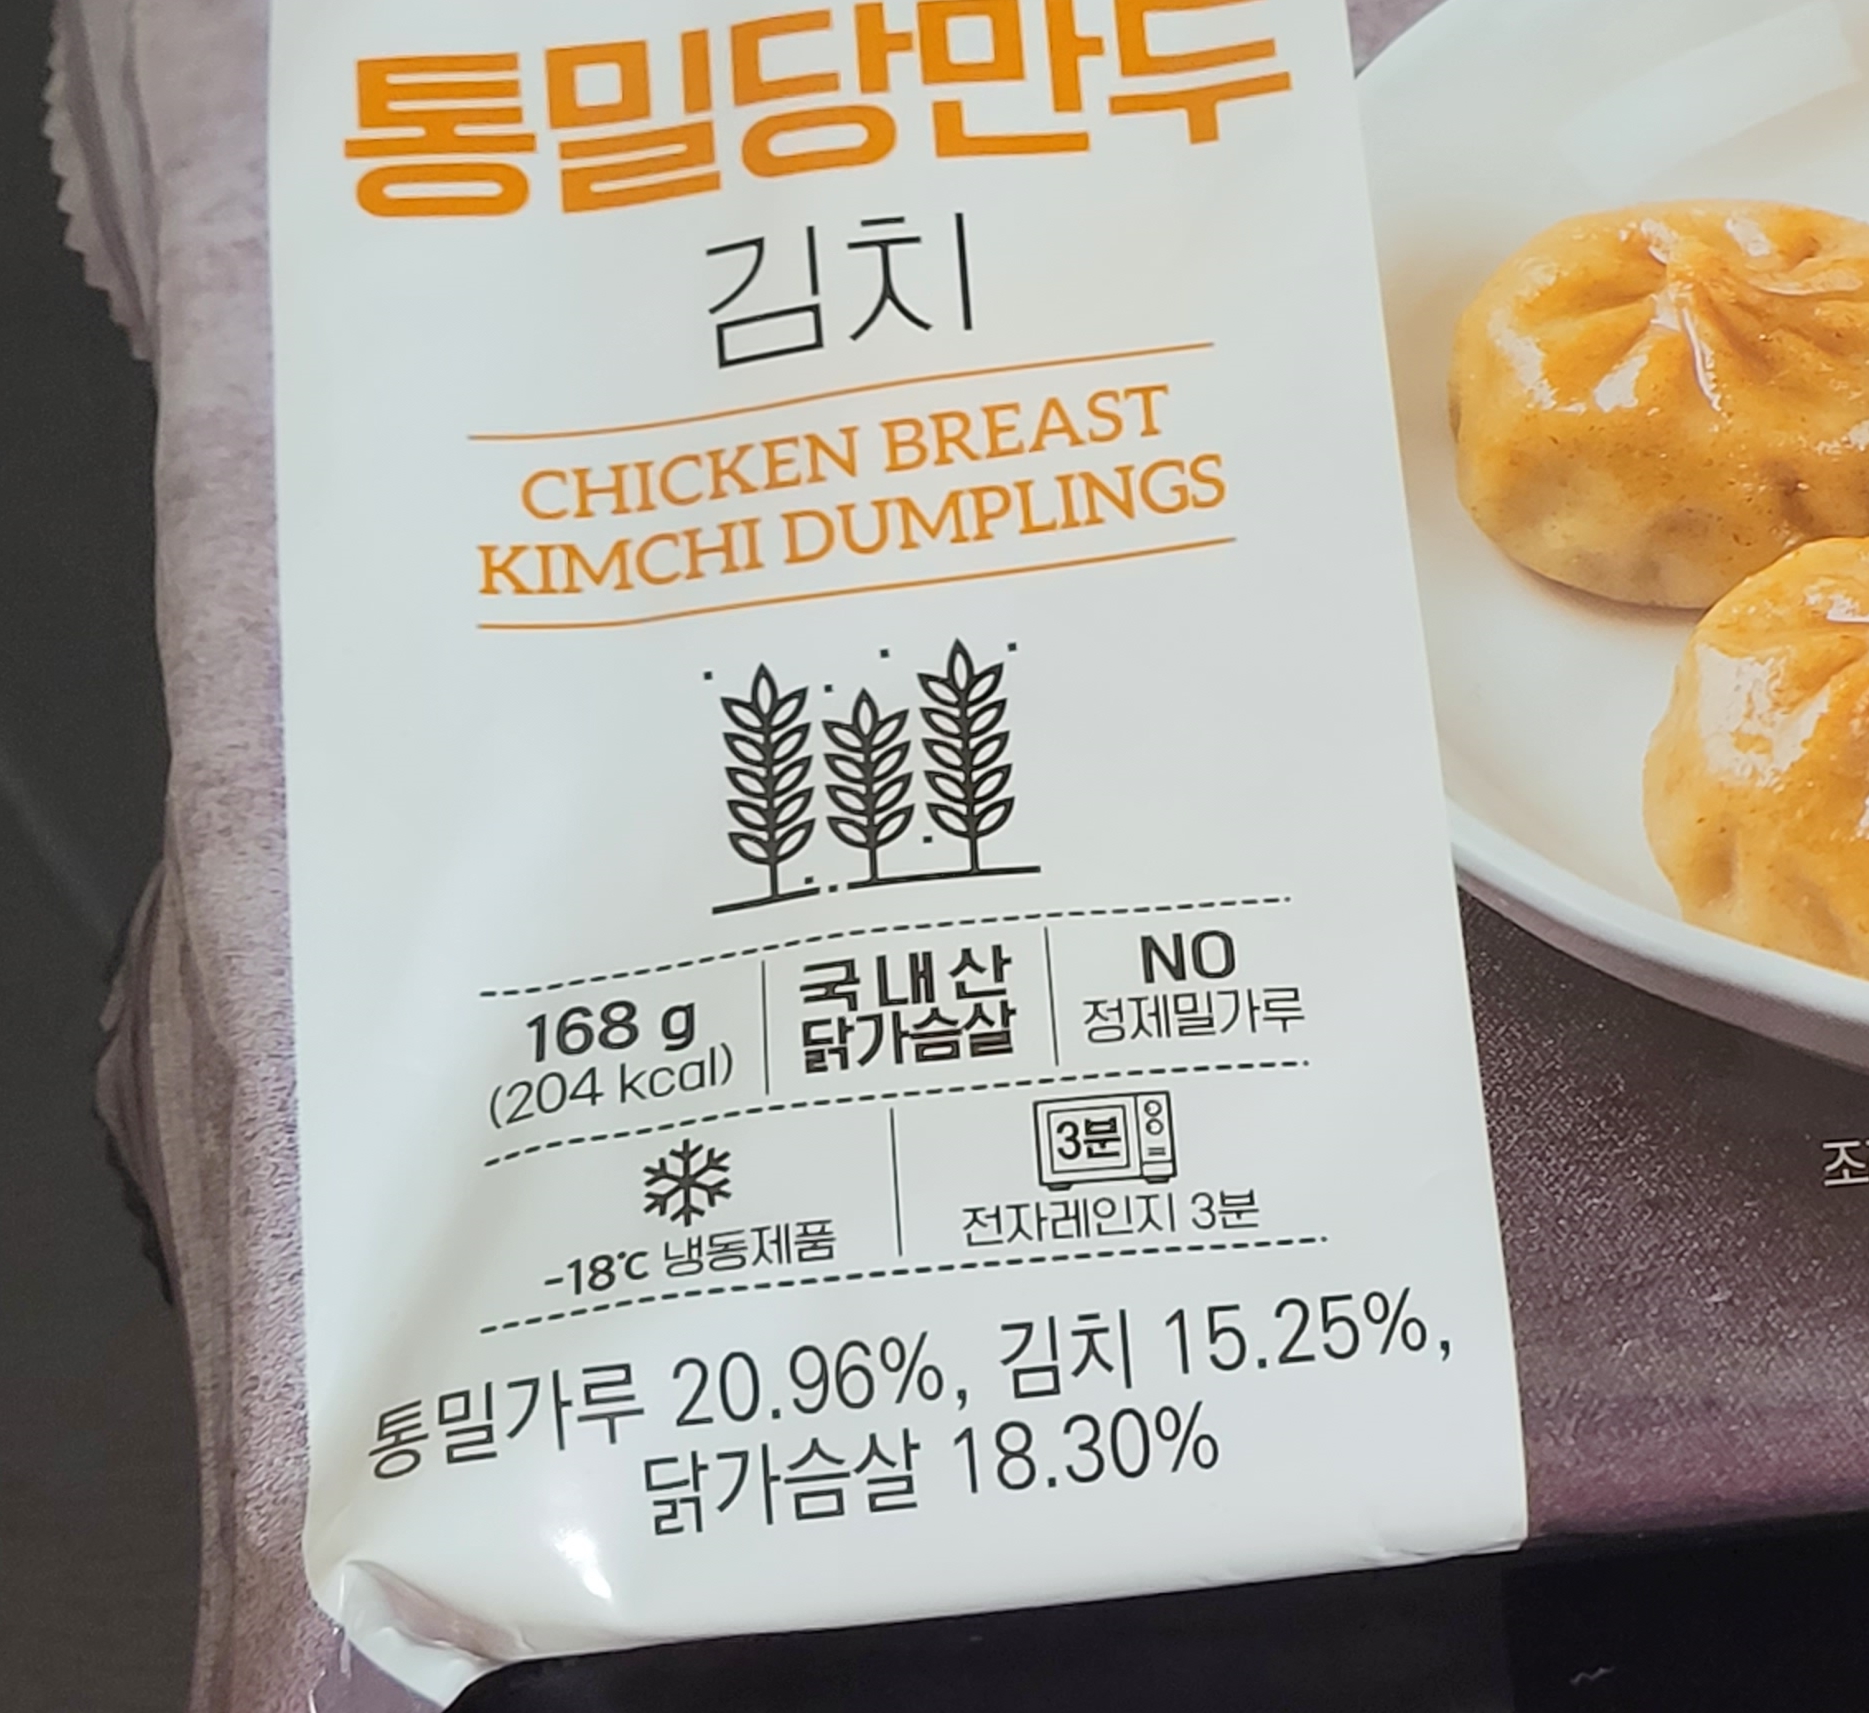 통밀당만두
김치
CHICKEN BREAST
KIMCHI DUMPLINGS
168 g
(204 kcal)
국내산
닭가슴살
NO
정제밀가루
-18℃ 냉동제품
3분
전자레인지 3분
통밀가루 20.96%, 김치 15.25%,
닭가슴살 18.30%